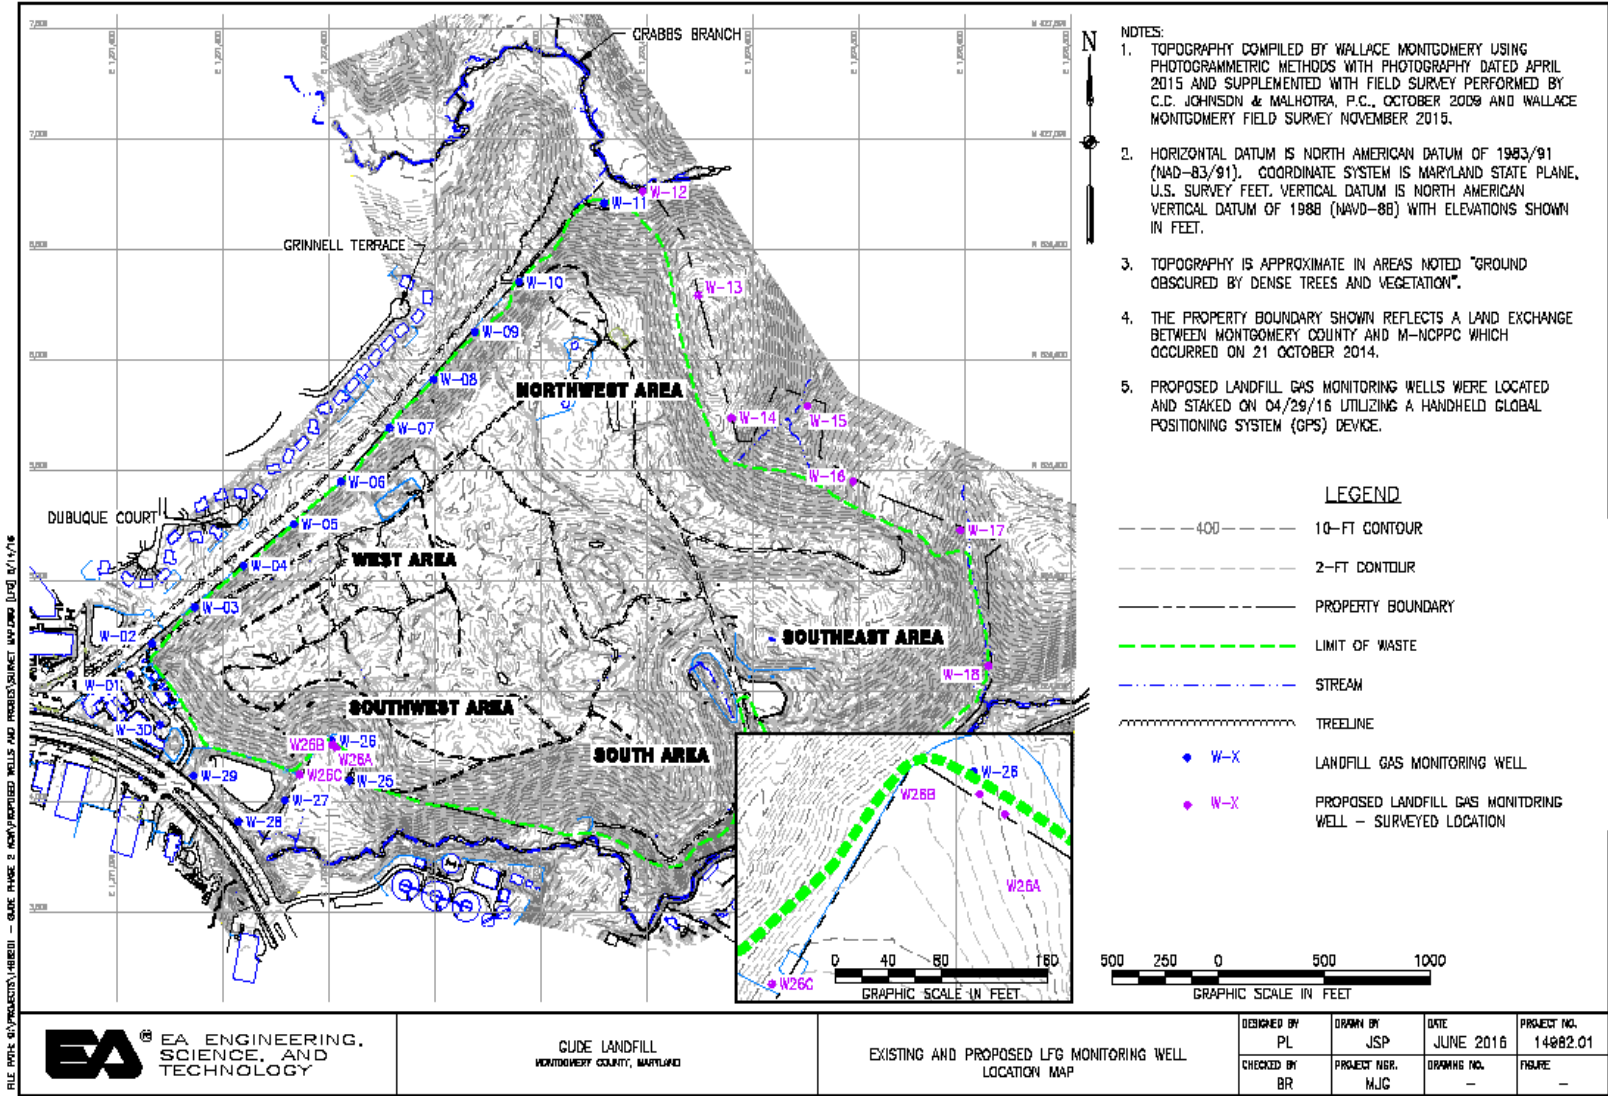 CRABBS BRANCH
GRINNELL TERRACE
DUBUQUE COURT
N
W-12
W-11
W-13
W-10
W-09
W-08
NORTHWEST AREA
W-14
W-15
W-07
W-06
W-16
W-05
W-17
WEST AREA
W-04
W-03
W-02
SOUTHEAST AREA
W-01
W-18
SOUTHWEST AREA
W-30
W-26
W26B
W26A
SOUTH AREA
W26C
W-25
W-29
W-27
W-28
W-26
W26B
W26A
W26C
0 40 80 160
GRAPHIC SCALE IN FEET
NOTES:
1. TOPOGRAPHY COMPILED BY WALLACE MONTGOMERY USING
PHOTOGRAMMETRIC METHODS WITH PHOTOGRAPHY DATED APRIL
2015 AND SUPPLEMENTED WITH FIELD SURVEY PERFORMED BY
C.C. JOHNSON & MALHOTRA, P.C., OCTOBER 2009 AND WALLACE
MONTGOMERY FIELD SURVEY NOVEMBER 2015.
2. HORIZONTAL DATUM IS NORTH AMERICAN DATUM OF 1983/91
(NAD-83/91). COORDINATE SYSTEM IS MARYLAND STATE PLANE,
U.S. SURVEY FEET. VERTICAL DATUM IS NORTH AMERICAN
VERTICAL DATUM OF 1988 (NAVD-88) WITH ELEVATIONS SHOWN
IN FEET.
3. TOPOGRAPHY IS APPROXIMATE IN AREAS NOTED "GROUND
OBSCURED BY DENSE TREES AND VEGETATION".
4. THE PROPERTY BOUNDARY SHOWN REFLECTS A LAND EXCHANGE
BETWEEN MONTGOMERY COUNTY AND M-NCPPC WHICH
OCCURRED ON 21 OCTOBER 2014.
5. PROPOSED LANDFILL GAS MONITORING WELLS WERE LOCATED
AND STAKED ON 04/29/16 UTILIZING A HANDHELD GLOBAL
POSITIONING SYSTEM (GPS) DEVICE.
LEGEND
400 10-FT CONTOUR
2-FT CONTOUR
PROPERTY BOUNDARY
LIMIT OF WASTE
STREAM
TREELINE
W-X LANDFILL GAS MONITORING WELL
W-X PROPOSED LANDFILL GAS MONITORING
WELL - SURVEYED LOCATION
500 250 0 500 1000
GRAPHIC SCALE IN FEET
EA ® EA ENGINEERING,
SCIENCE, AND
TECHNOLOGY
GUDE LANDFILL
MONTGOMERY COUNTY, MARYLAND
EXISTING AND PROPOSED LFG MONITORING WELL
LOCATION MAP
DESIGNED BY
PL
DRAWN BY
JSP
DATE
JUNE 2016
PROJECT NO.
14982.01
CHECKED BY
BR
PROJECT MGR.
MJG
DRAWING NO.
-
FIGURE
-